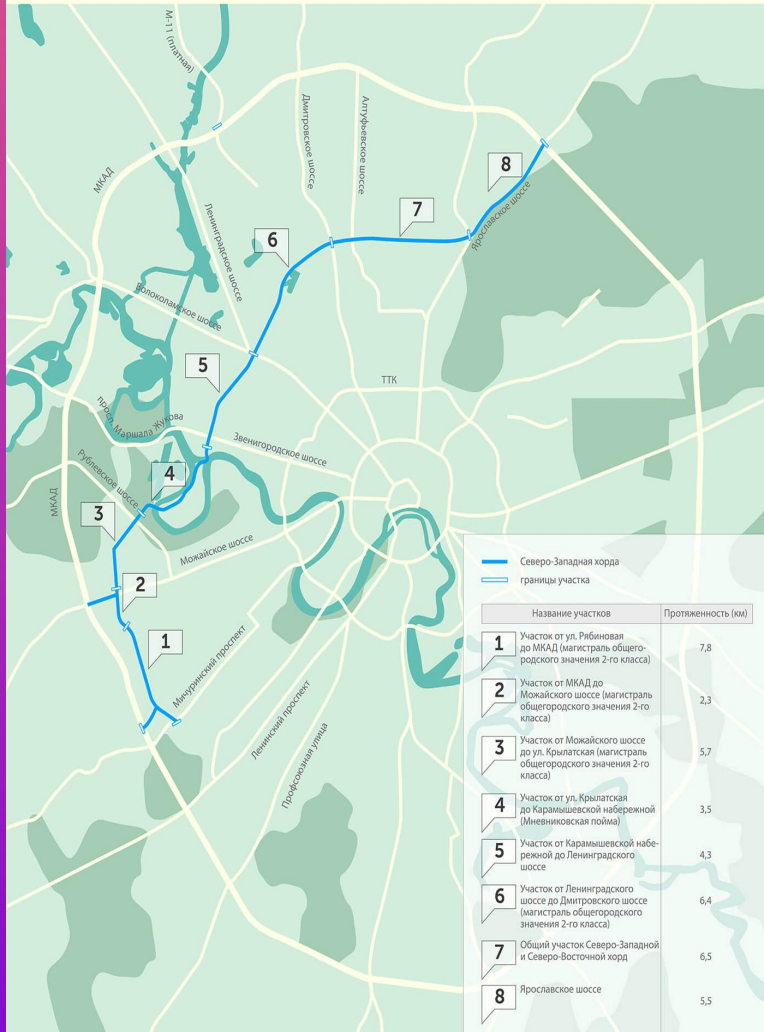 М-11 (платная)
МКАД
Дмитровское шоссе
Алтуфьевское шоссе
8
7
Ярославское шоссе
Ленинградское шоссе
6
Волоколамское шоссе
5
ТТК
просп. Маршала Жукова
Звенигородское шоссе
Рублевское шоссе
4
МКАД
3
Можайское шоссе
2
1
Мичуринский проспект
Ленинский проспект
Профсоюзная улица
Северо-Западная хорда
границы участка
Название участков Протяженность (км)
1 Участок от ул. Рябиновая
до МКАД (магистраль общего-
родского значения 2-го класса) 7,8
2 Участок от МКАД до
Можайского шоссе (магистраль
общегородского значения 2-го
класса) 2,3
3 Участок от Можайского шоссе
до ул. Крылатская (магистраль
общегородского значения 2-го
класса) 5,7
4 Участок от ул. Крылатская
до Карамышевской набережной
(Мневниковская пойма) 3,5
5 Участок от Карамышевской набе-
режной до Ленинградского
шоссе 4,3
6 Участок от Ленинградского
шоссе до Дмитровского шоссе
(магистраль общегородского
значения 2-го класса) 6,4
7 Общий участок Северо-Западной
и Северо-Восточной хорд 6,5
8 Ярославское шоссе 5,5